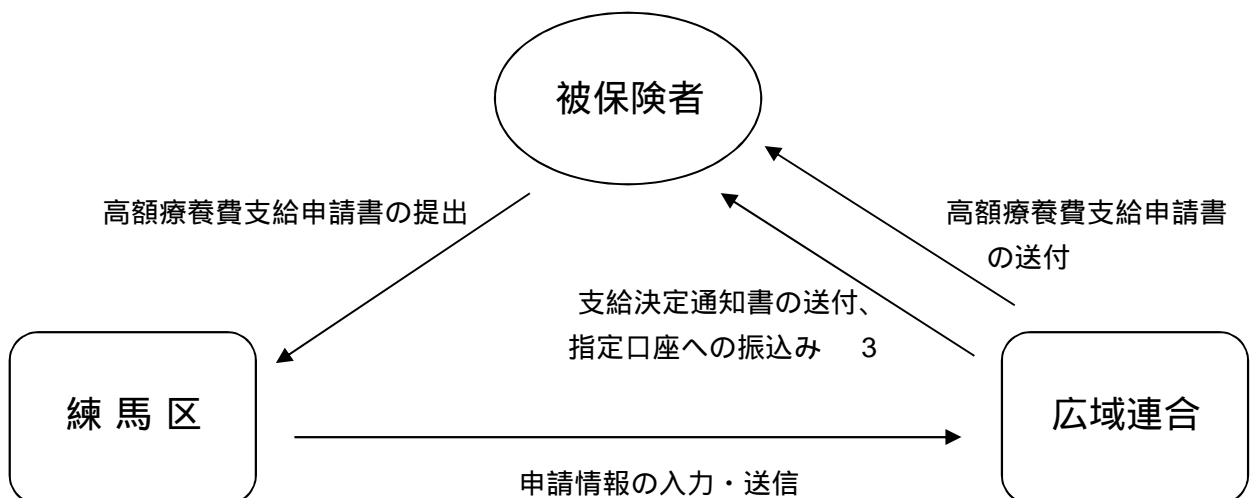 被保険者
高額療養費支給申請書の提出
高額療養費支給申請書
の送付
支給決定通知書の送付、
指定口座への振込み 3
練馬区
広域連合
申請情報の入力・送信